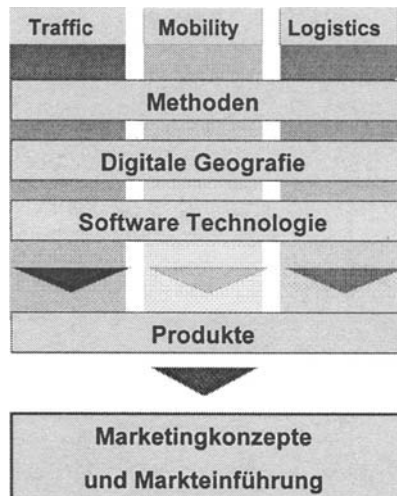 Traffic Mobility Logistics
Methoden
Digitale Geografie
Software Technologie
Produkte
Marketingkonzepte
und Markteinführung